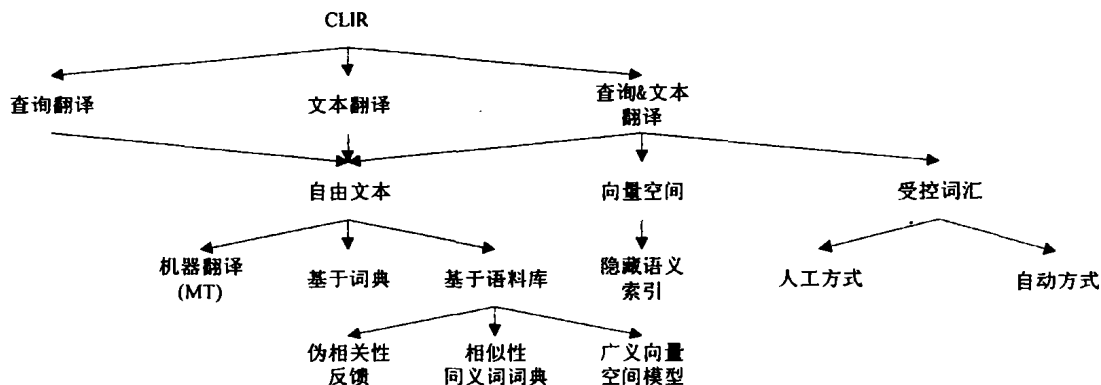 CLIR
查询翻译
文本翻译
查询&文本
翻译
自由文本
向量空间
受控词汇
机器翻译
(MT)
基于词典
基于语料库
隐藏语义
索引
人工方式
自动方式
伪相关性
反馈
相似性
同义词词典
广义向量
空间模型